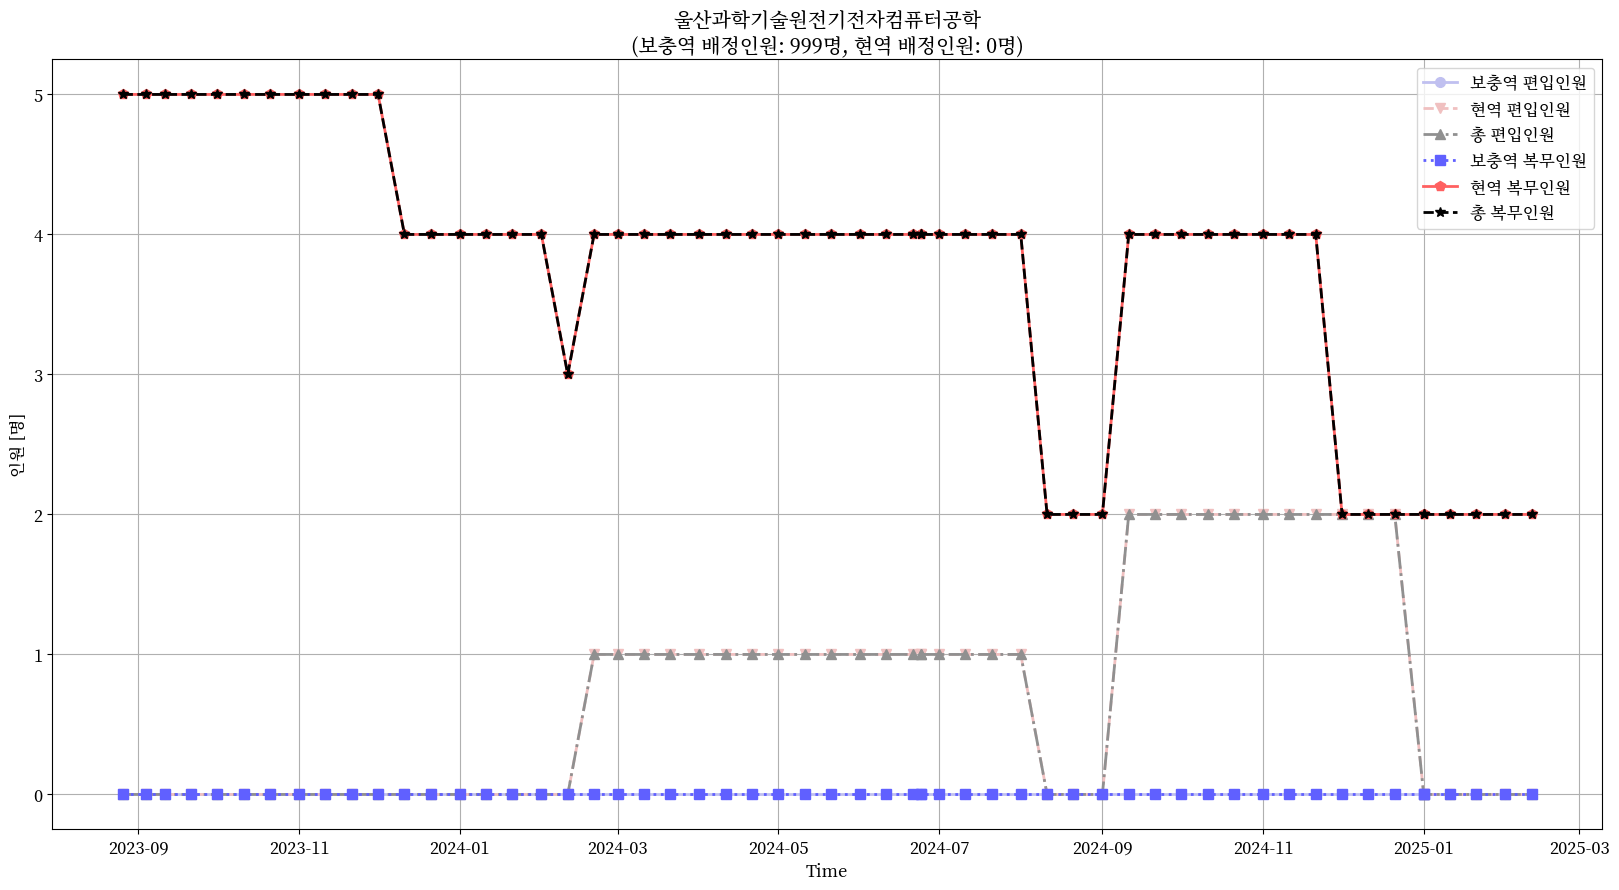 울산과학기술원전기전자컴퓨터공학
(보충역 배정인원: 999명, 현역 배정인원: 0명)
보충역 편입인원
현역 편입인원
총 편입인원
보충역 복무인원
현역 복무인원
총 복무인원
인원 [명]
5
4
3
2
1
0
2023-09
2023-11
2024-01
2024-03
2024-05
2024-07
2024-09
2024-11
2025-01
2025-03
Time